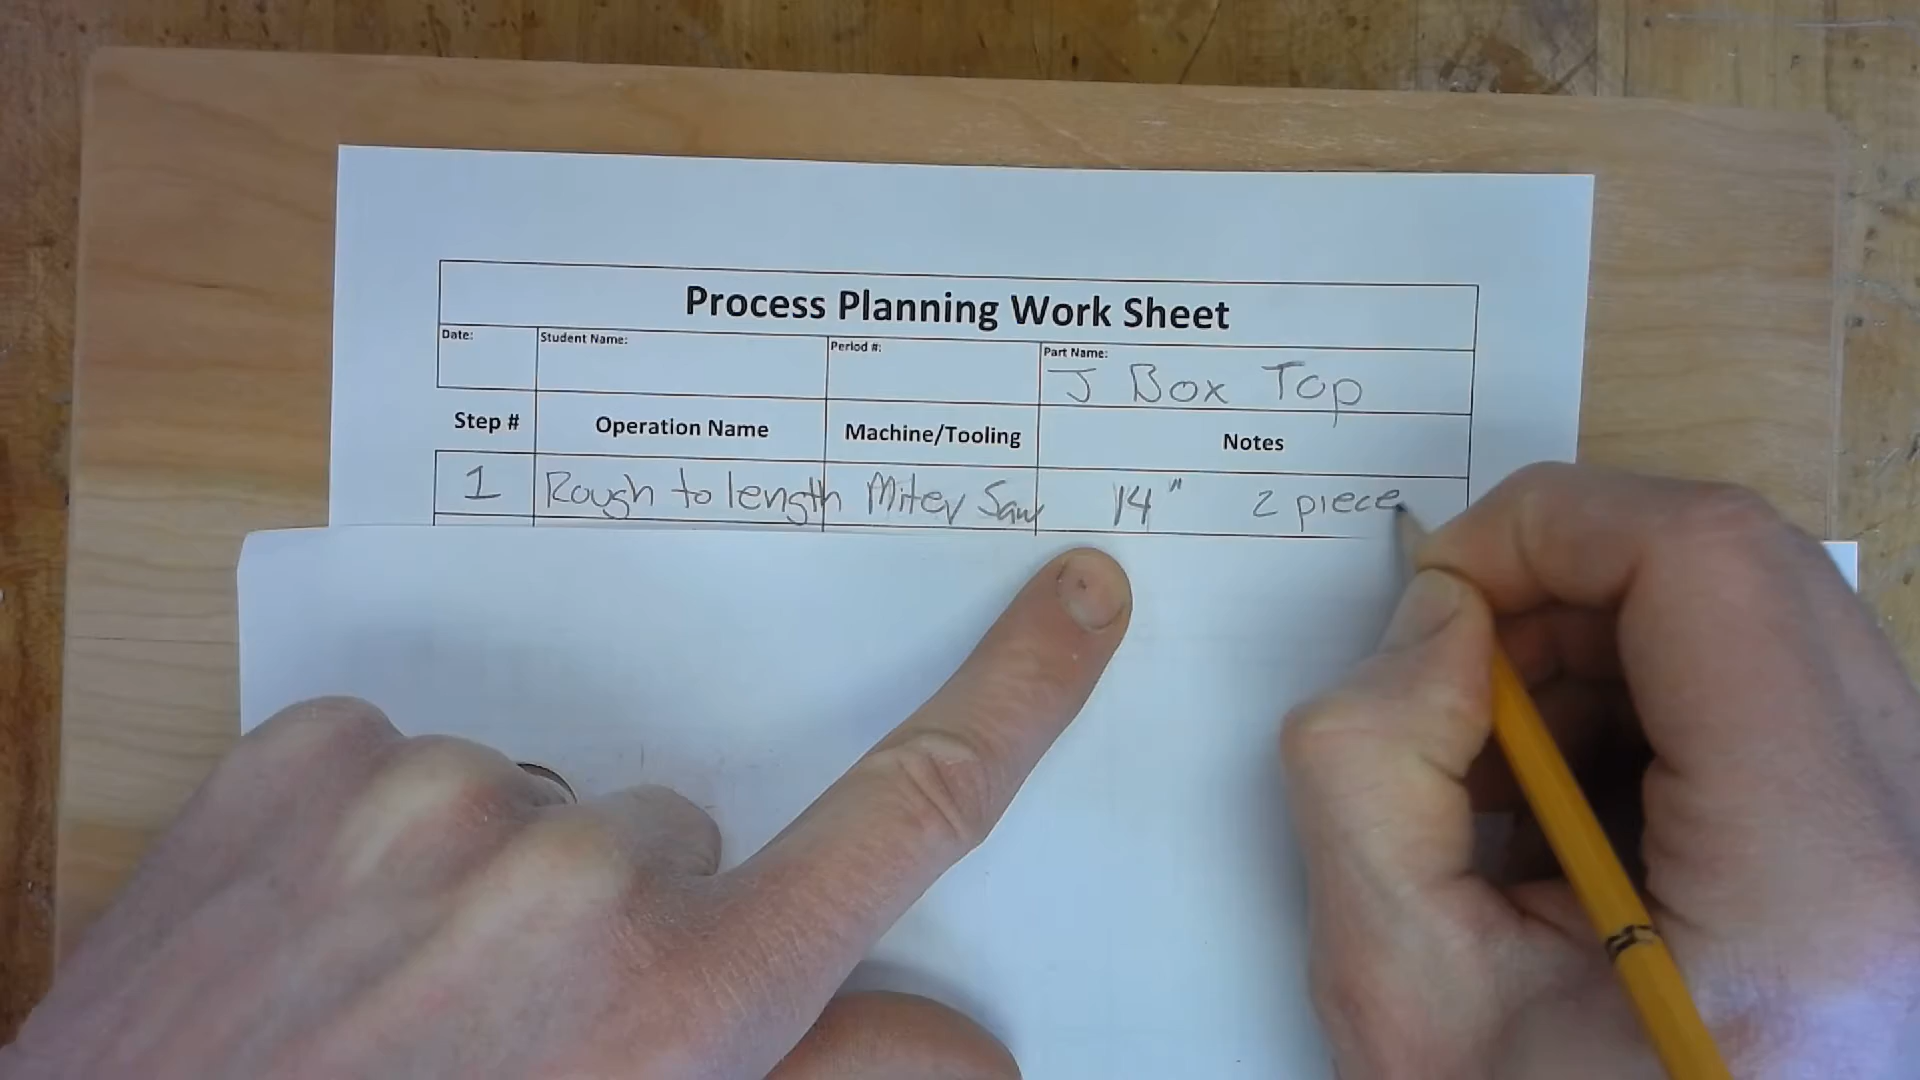 Process Planning Work Sheet
Date: Student Name: Period #: Part Name:
J Box Top
Step # Operation Name Machine/Tooling Notes
1 Rough to length Miter Saw 14" 2 piece